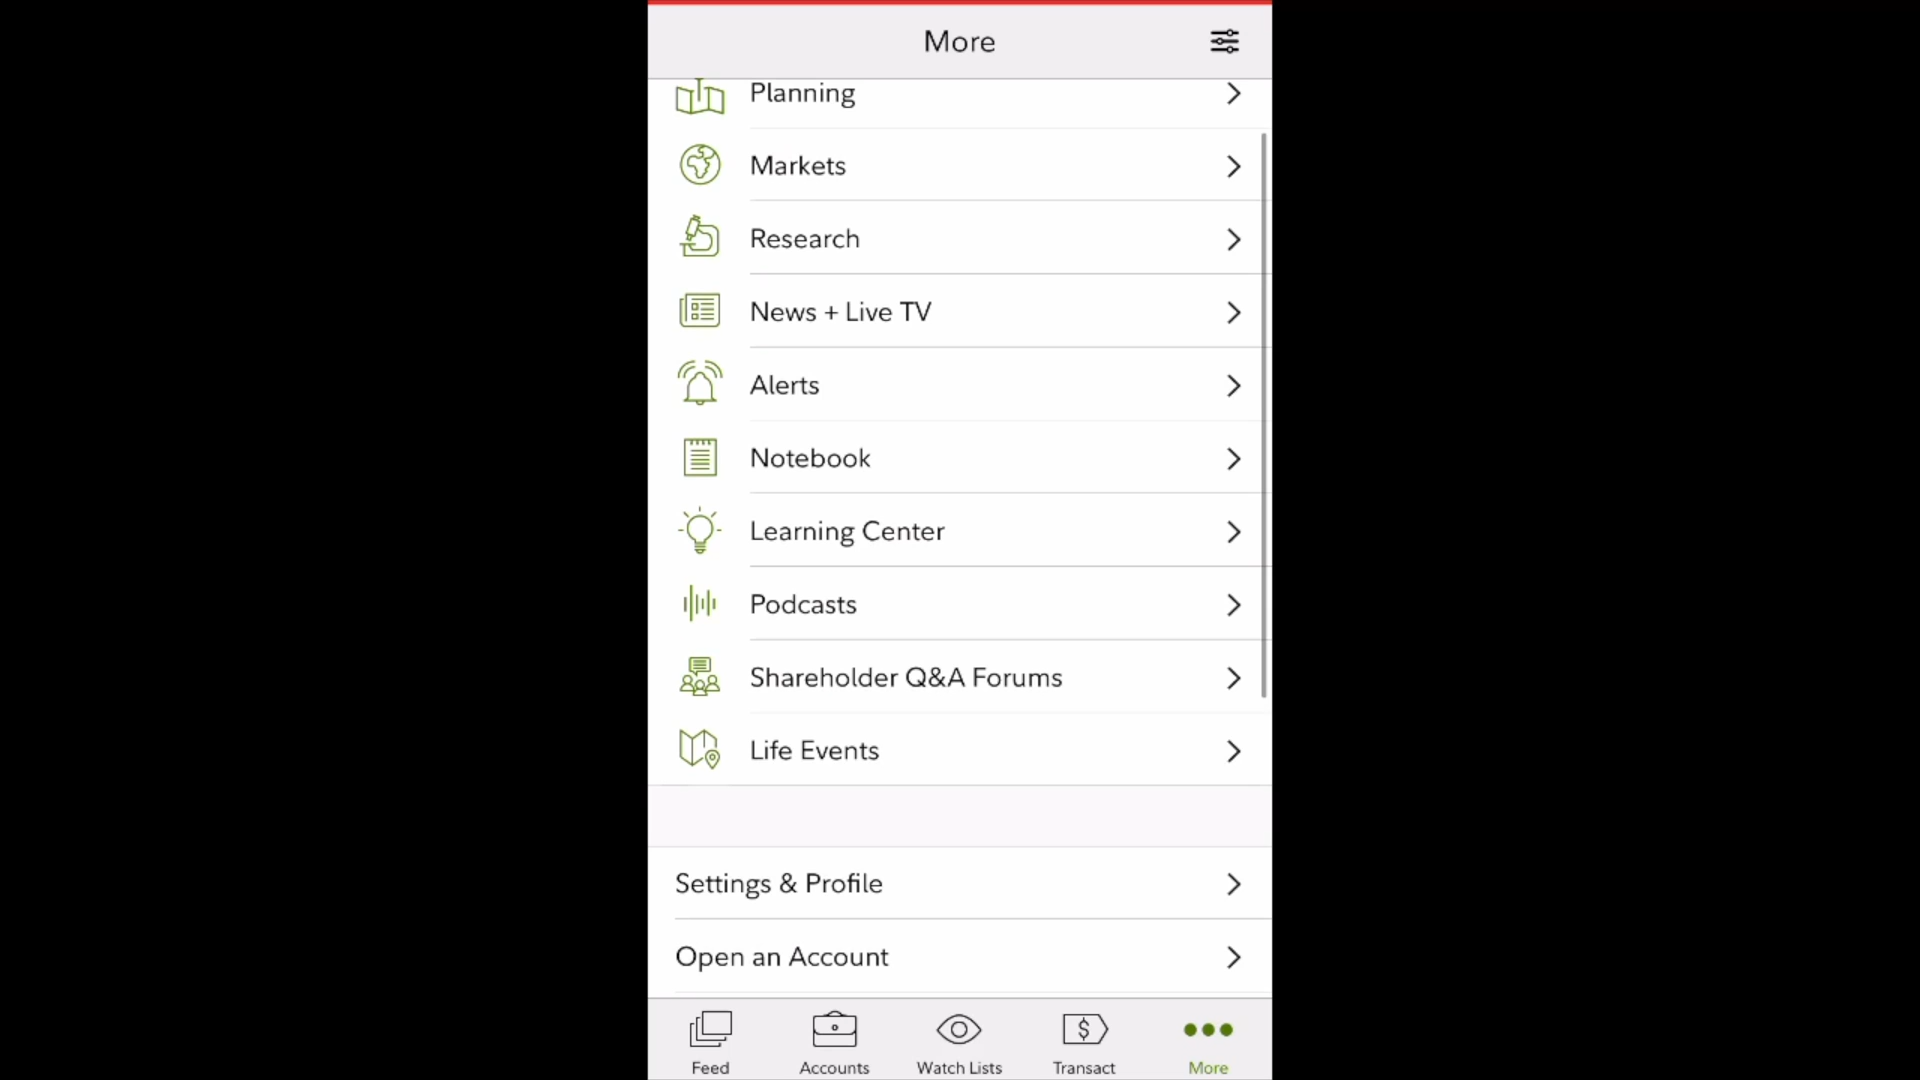 More
Planning
Markets
Research
News + Live TV
Alerts
Notebook
Learning Center
Podcasts
Shareholder Q&A Forums
Life Events
Settings & Profile
Open an Account
$
Feed
Accounts
Watch Lists
Transact
More